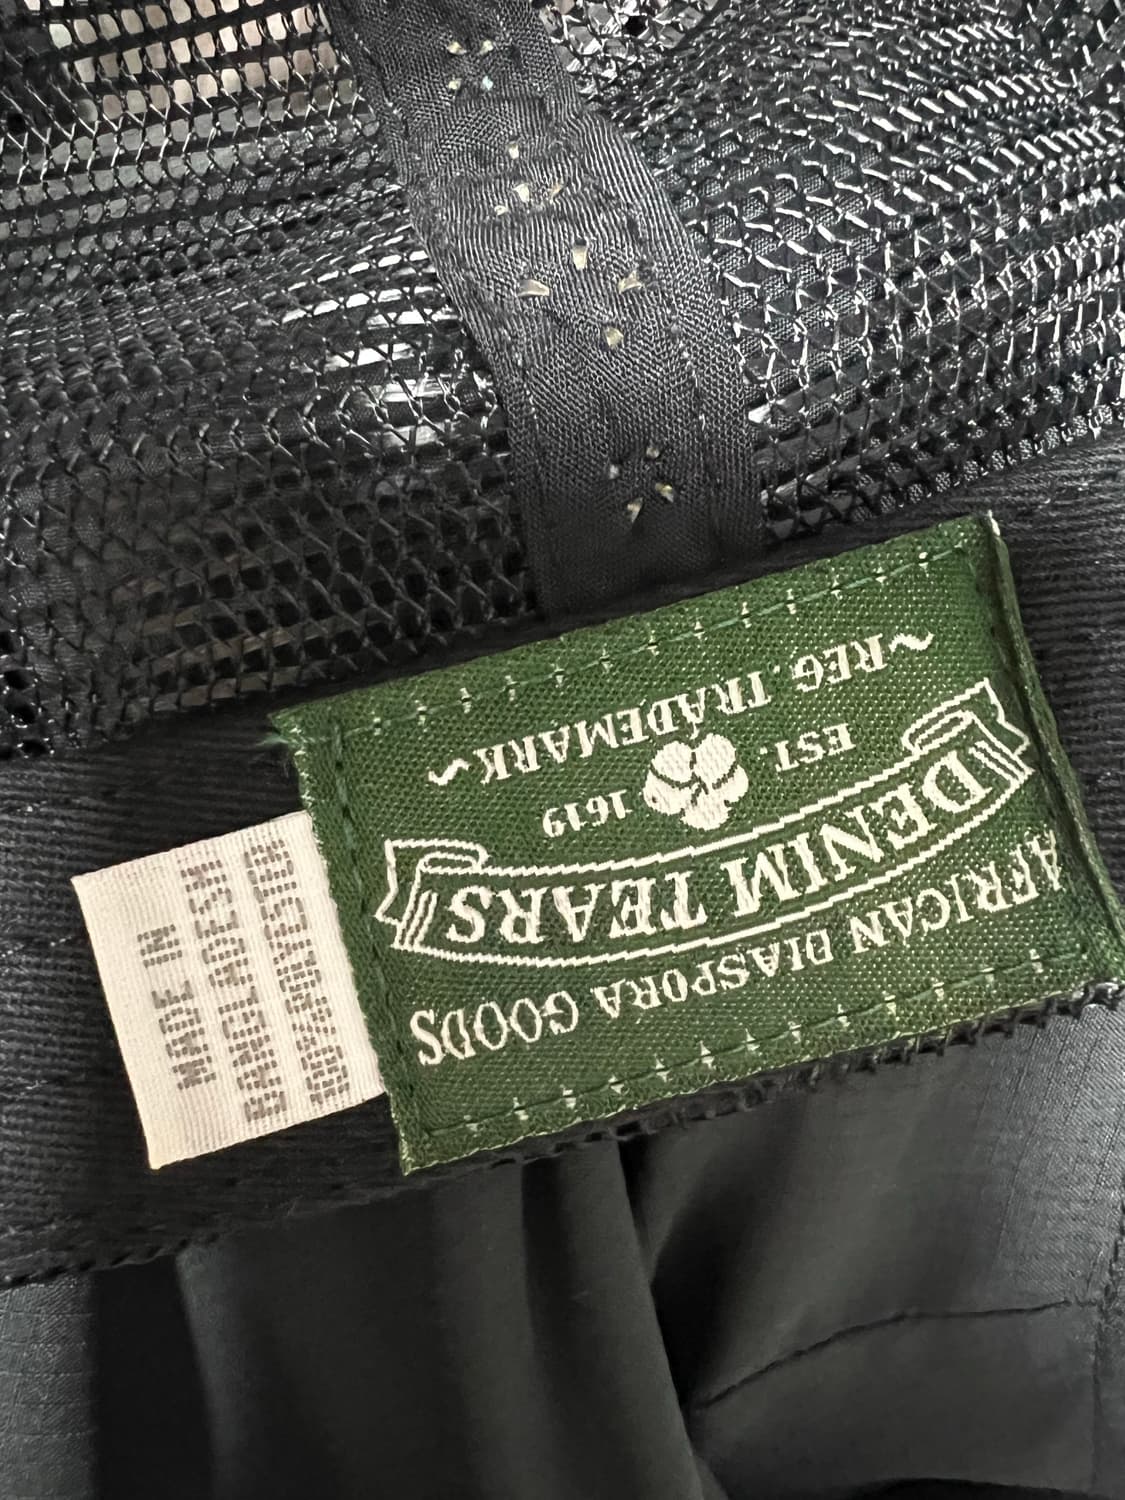 AFRICAN DIASPORA GOODS
DENIM TEARS
EST. 1619
~REG. TRADEMARK~
MADE IN
BANGLADESH